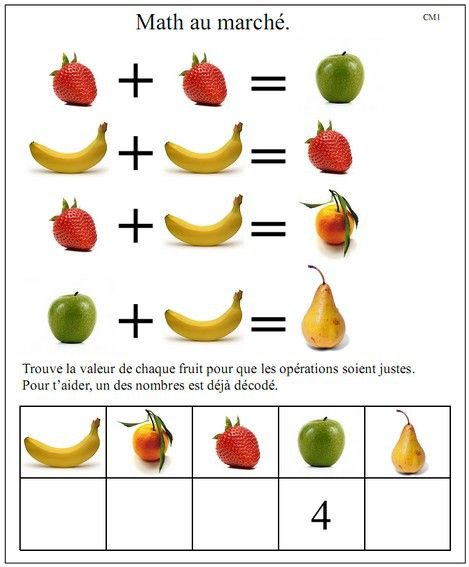 Math au marché.
CM1
+ =
+ =
+ =
+ =
Trouve la valeur de chaque fruit pour que les opérations soient justes.
Pour t’aider, un des nombres est déjà décodé.
4